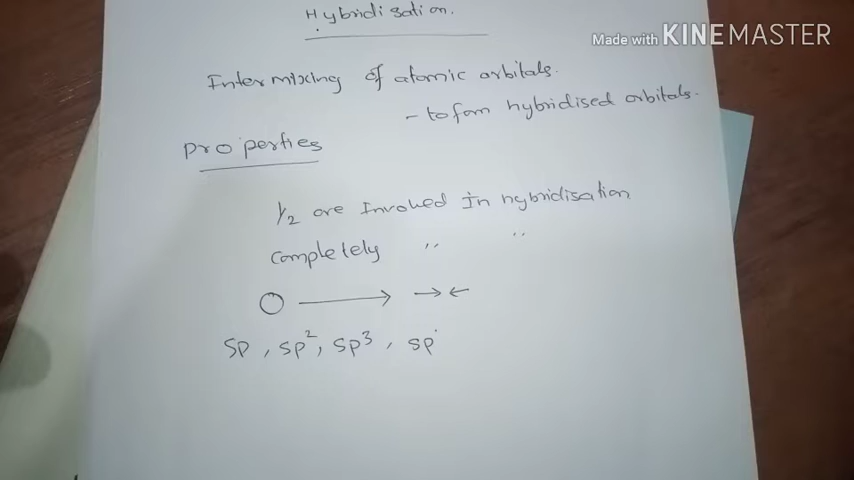 Hybridisation.
Made with KINEMASTER
Intermixing of atomic orbitals.
- to form hybridised orbitals.
Properties
1/2 are Involved In hybridisation
Completely " "
sp, sp², sp³, sp